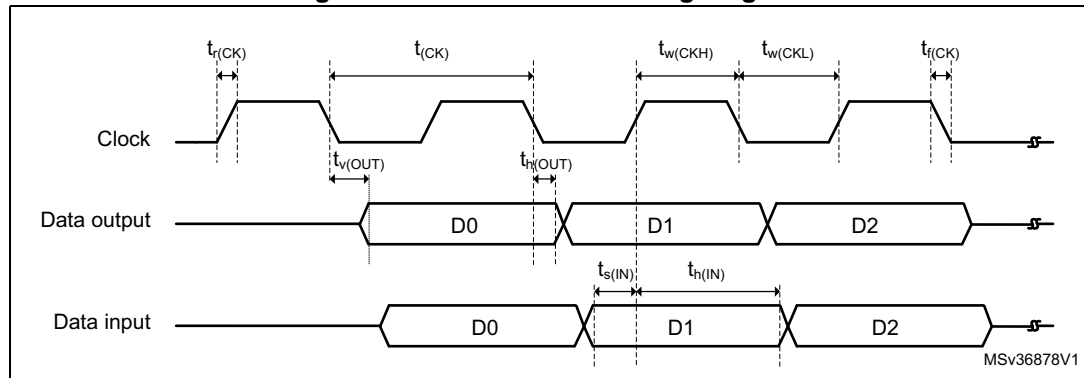 tr(CK) t(CK) tw(CKH) tw(CKL) tf(CK)
Clock
tv(OUT) th(OUT)
Data output D0 D1 D2
ts(IN) th(IN)
Data input D0 D1 D2
MSv36878V1